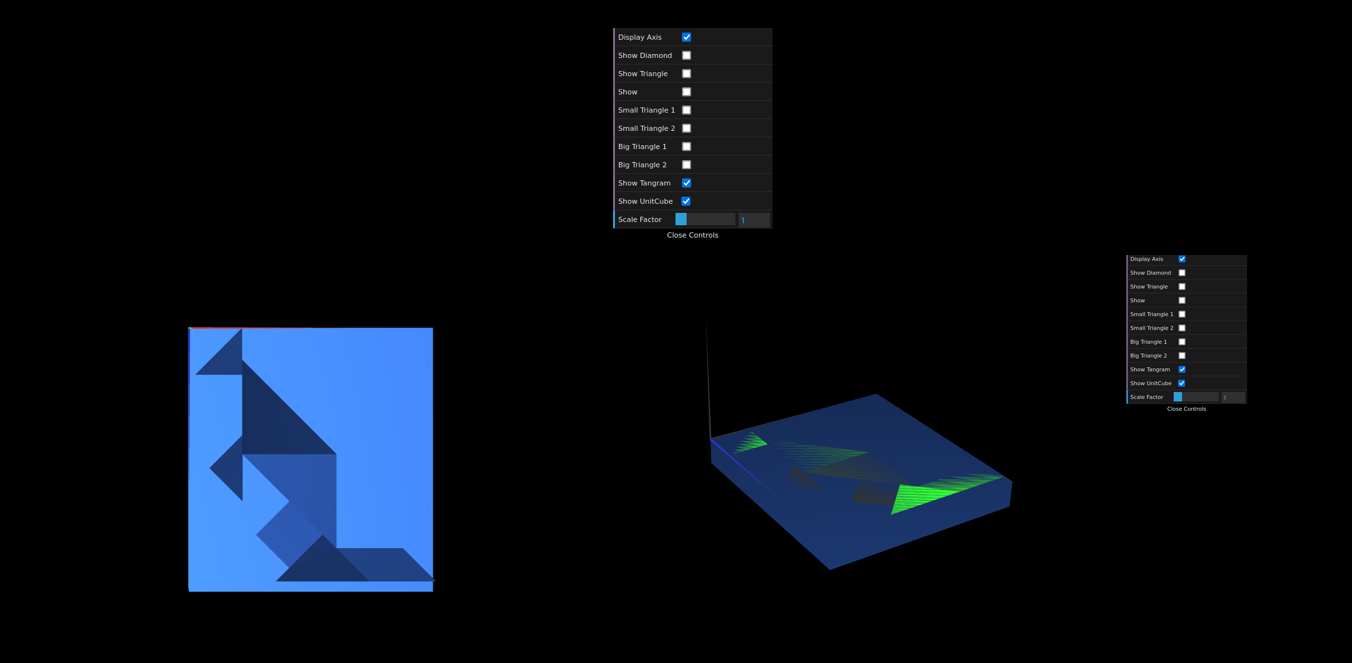 Display Axis
Show Diamond
Show Triangle
Show
Small Triangle 1
Small Triangle 2
Big Triangle 1
Big Triangle 2
Show Tangram
Show UnitCube
Scale Factor 1
Close Controls
Display Axis
Show Diamond
Show Triangle
Show
Small Triangle 1
Small Triangle 2
Big Triangle 1
Big Triangle 2
Show Tangram
Show UnitCube
Scale Factor 1
Close Controls